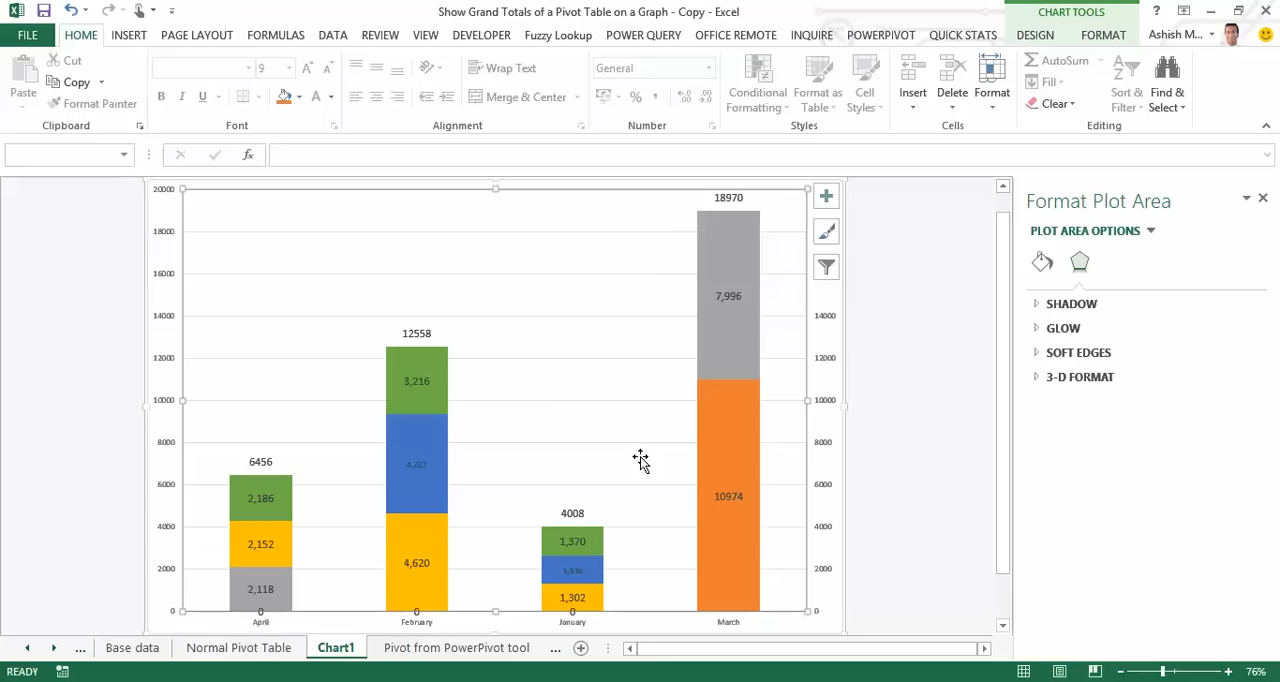 Show Grand Totals of a Pivot Table on a Graph - Copy - Excel
CHART TOOLS
?
FILE HOME INSERT PAGE LAYOUT FORMULAS DATA REVIEW VIEW DEVELOPER Fuzzy Lookup POWER QUERY OFFICE REMOTE INQUIRE POWERPIVOT QUICK STATS DESIGN FORMAT Ashish M...
Paste
Cut
Copy
Format Painter
Clipboard
9
B I U
Font
Wrap Text
Merge & Center
Alignment
General
%
Number
Conditional Formatting
Format as Table
Cell Styles
Styles
Insert
Delete
Format
Cells
AutoSum
Fill
Clear
Sort & Filter
Find & Select
Editing
fx
20000
18000
16000
14000
12000
10000
8000
6000
4000
2000
0
6456
2,186
2,152
2,118
0
April
12558
3,216
4,620
0
February
4008
1,370
1,302
0
January
18970
7,996
10974
March
14000
12000
10000
8000
6000
4000
2000
0
Format Plot Area
PLOT AREA OPTIONS
SHADOW
GLOW
SOFT EDGES
3-D FORMAT
... Base data Normal Pivot Table Chart1 Pivot from PowerPivot tool ...
READY
76%